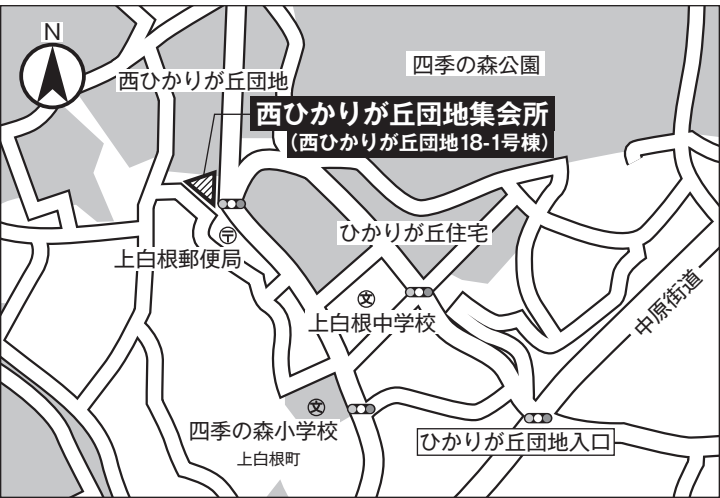 N
西ひかりが丘団地
四季の森公園
西ひかりが丘団地集会所
(西ひかりが丘団地18-1号棟)
〒
上白根郵便局
ひかりが丘住宅
中原街道
文
上白根中学校
文
四季の森小学校
上白根町
ひかりが丘団地入口